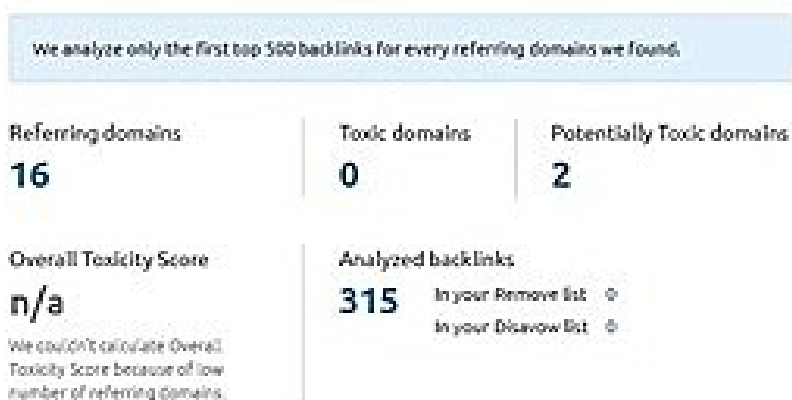 We analyze only the first top 500 backlinks for every referring domains we found.
Referring domains
16
Toxic domains
0
Potentially Toxic domains
2
Overall Toxicity Score
n/a
We couldn't calculate Overall
Toxicity Score because of low
number of referring domains.
Analyzed backlinks
315
In your Remove list 0
In your Disavow list 0